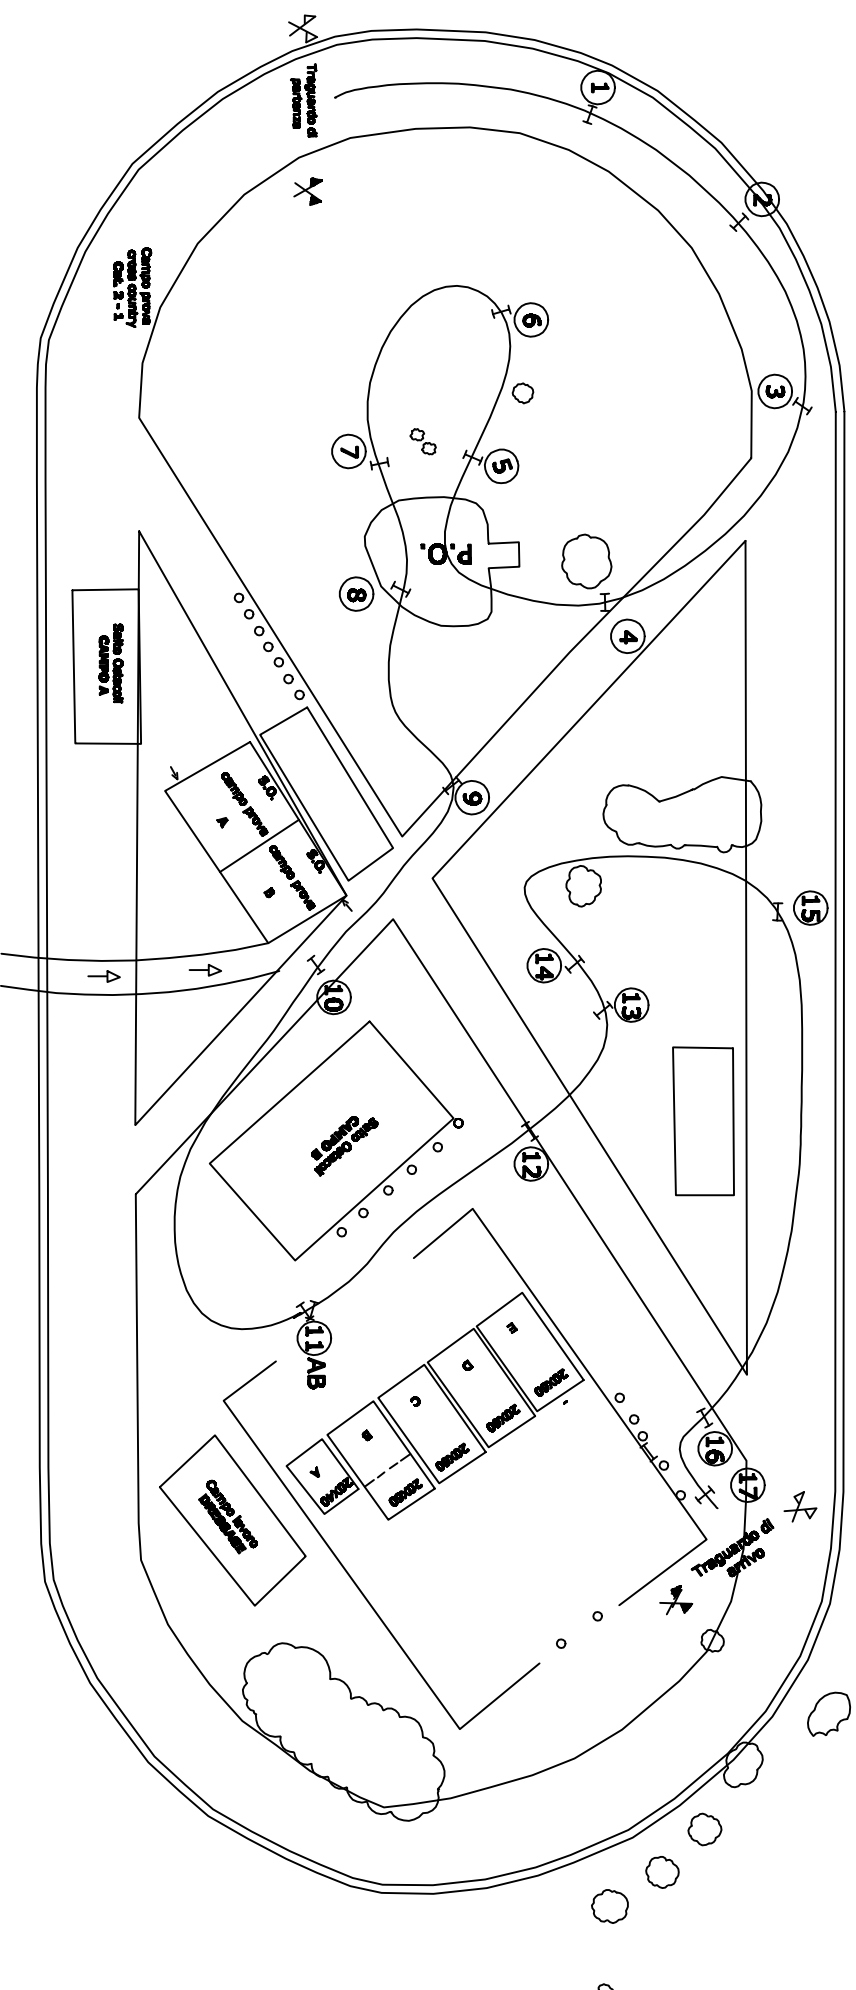 Traguardo di
partenza
1
2
Campo prova
cross country
Cat. 2 - 1
6
3
7
5
P.O.
8
4
Salto Ostacoli
CAMPO A
S.O.
campo prova
A
S.O.
campo prova
B
9
15
14
10
13
Salto Ostacoli
CAMPO B
12
11AB
E
20X60
D
20X60
C
20X60
B
20X60
A
20X40
16
17
Campo lavoro
DRESSAGE
Traguardo di
arrivo